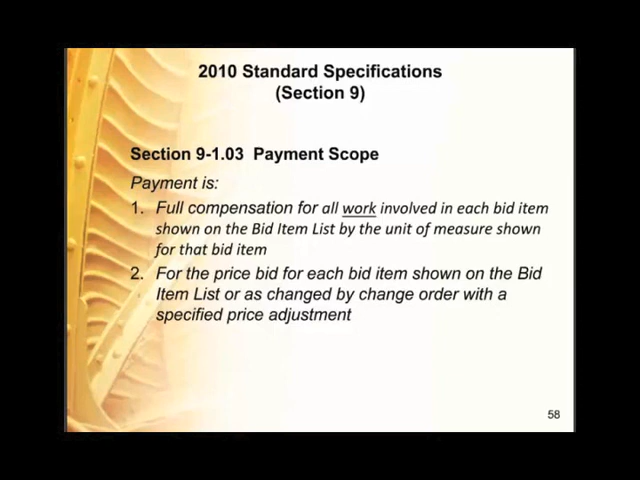 2010 Standard Specifications
(Section 9)
Section 9-1.03  Payment Scope
Payment is:
1. Full compensation for all work involved in each bid item
shown on the Bid Item List by the unit of measure shown
for that bid item
2. For the price bid for each bid item shown on the Bid
Item List or as changed by change order with a
specified price adjustment
58